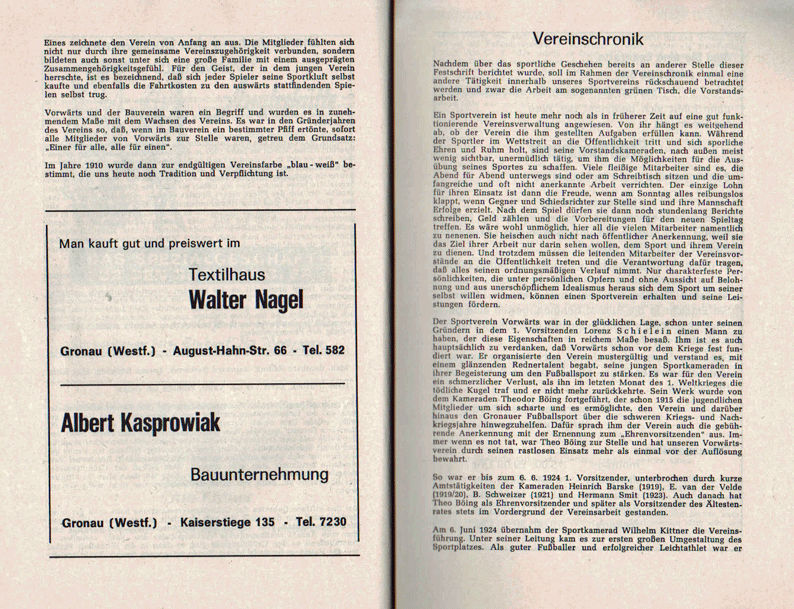 Eines zeichnete den Verein von Anfang an aus. Die Mitglieder fühlten sich
nicht nur durch ihre gemeinsame Vereinszugehörigkeit verbunden, sondern
bildeten auch sonst unter sich eine große Familie mit einem ausgeprägten
Zusammengehörigkeitsgefühl. Für den Geist, der in dem jungen Verein
herrschte, ist es bezeichnend, daß sich jeder Spieler seine Sportkluft selbst
kaufte und ebenfalls die Fahrtkosten zu den auswärts stattfindenden Spie-
len selbst trug.
Vorwärts und der Bauverein waren ein Begriff und wurden es in zuneh-
mendem Maße mit dem Wachsen des Vereins. Es war in den Gründerjahren
des Vereins so, daß, wenn im Bauverein ein bestimmter Pfiff ertönte, sofort
alle Mitglieder von Vorwärts zur Stelle waren, getreu dem Grundsatz:
„Einer für alle, alle für einen“.
Im Jahre 1910 wurde dann zur endgültigen Vereinsfarbe „blau - weiß“ be-
stimmt, die uns heute noch Tradition und Verpflichtung ist.
Man kauft gut und preiswert im
Textilhaus
Walter Nagel
Gronau (Westf.) - August-Hahn-Str. 66 - Tel. 582
Albert Kasprowiak
Bauunternehmung
Gronau (Westf.) - Kaiserstiege 135 - Tel. 7230
Vereinschronik
Nachdem über das sportliche Geschehen bereits an anderer Stelle dieser
Festschrift berichtet wurde, soll im Rahmen der Vereinschronik einmal eine
andere Tätigkeit innerhalb unseres Sportvereins rückschauend betrachtet
werden und zwar die Arbeit am sogenannten grünen Tisch, die Vorstands-
arbeit.
Ein Sportverein ist heute mehr noch als in früherer Zeit auf eine gut funk-
tionierende Vereinsverwaltung angewiesen. Von ihr hängt es weitgehend
ab, ob der Verein die ihm gestellten Aufgaben erfüllen kann. Während
der Sportler im Wettstreit an die Öffentlichkeit tritt und sich sportliche
Ehren und Ruhm holt, sind seine Vorstandskameraden, nach außen meist
wenig sichtbar, unermüdlich tätig, um ihm die Möglichkeiten für die Aus-
übung seines Sportes zu schaffen. Viele fleißige Mitarbeiter sind es, die
Abend für Abend unterwegs sind oder am Schreibtisch sitzen und die um-
fangreiche und oft nicht anerkannte Arbeit verrichten. Der einzige Lohn
für ihren Einsatz ist dann die Freude, wenn am Sonntag alles reibungslos
klappt, wenn Gegner und Schiedsrichter zur Stelle sind und ihre Mannschaft
Erfolge erzielt. Nach dem Spiel dürfen sie dann noch stundenlang Berichte
schreiben, Geld zählen und die Vorbereitungen für den neuen Spieltag
treffen. Es wäre wohl unmöglich, hier all die vielen Mitarbeiter namentlich
zu nenenen. Sie heischen auch nicht nach öffentlicher Anerkennung, weil sie
das Ziel ihrer Arbeit nur darin sehen wollen, dem Sport und ihrem Verein
zu dienen. Und trotzdem müssen die leitenden Mitarbeiter der Vereinsvor-
stände an die Öffentlichkeit treten und die Verantwortung dafür tragen,
daß alles seinen ordnungsmäßigen Verlauf nimmt. Nur charakterfeste Per-
sönlichkeiten, die unter persönlichen Opfern und ohne Aussicht auf Beloh-
nung und aus unerschöpflichem Idealismus heraus sich dem Sport um seiner
selbst willen widmen, können einen Sportverein erhalten und seine Lei-
stungen fördern.
Der Sportverein Vorwärts war in der glücklichen Lage, schon unter seinen
Gründern in dem 1. Vorsitzenden Lorenz Schielein einen Mann zu
haben, der diese Eigenschaften in reichem Maße besaß. Ihm ist es auch
hauptsächlich zu verdanken, daß Vorwärts schon vor dem Kriege fest fun-
diert war. Er organisierte den Verein mustergültig und verstand es, mit
einem glänzenden Rednertalent begabt, seine jungen Sportkameraden in
ihrer Begeisterung um den Fußballsport zu stärken. Es war für den Verein
ein schmerzlicher Verlust, als ihn im letzten Monat des 1. Weltkrieges die
tödliche Kugel traf und er nicht mehr zurückkehrte. Sein Werk wurde von
dem Kameraden Theodor Böing fortgeführt, der schon 1915 die jugendlichen
Mitglieder um sich scharte und es ermöglichte, den Verein und darüber
hinaus den Gronauer Fußballsport über die schweren Kriegs- und Nach-
kriegsjahre hinwegzuhelfen. Dafür sprach ihm der Verein auch die gebüh-
rende Anerkennung mit der Ernennung zum „Ehrenvorsitzenden“ aus. Im-
mer wenn es not tat, war Theo Böing zur Stelle und hat unseren Vorwärts-
verein durch seinen rastlosen Einsatz mehr als einmal vor der Auflösung
bewahrt.
So war er bis zum 6. 6. 1924 1. Vorsitzender, unterbrochen durch kurze
Amtstätigkeiten der Kameraden Heinrich Barske (1919), E. van der Velde
(1919/20), B. Schweizer (1921) und Hermann Smit (1923). Auch danach hat
Theo Böing als Ehrenvorsitzender und später als Vorsitzender des Ältesten-
rates stets im Vordergrund der Vereinsarbeit gestanden.
Am 6. Juni 1924 übernahm der Sportkamerad Wilhelm Kittner die Vereins-
führung. Unter seiner Leitung kam es zur ersten großen Umgestaltung des
Sportplatzes. Als guter Fußballer und erfolgreicher Leichtathlet war er